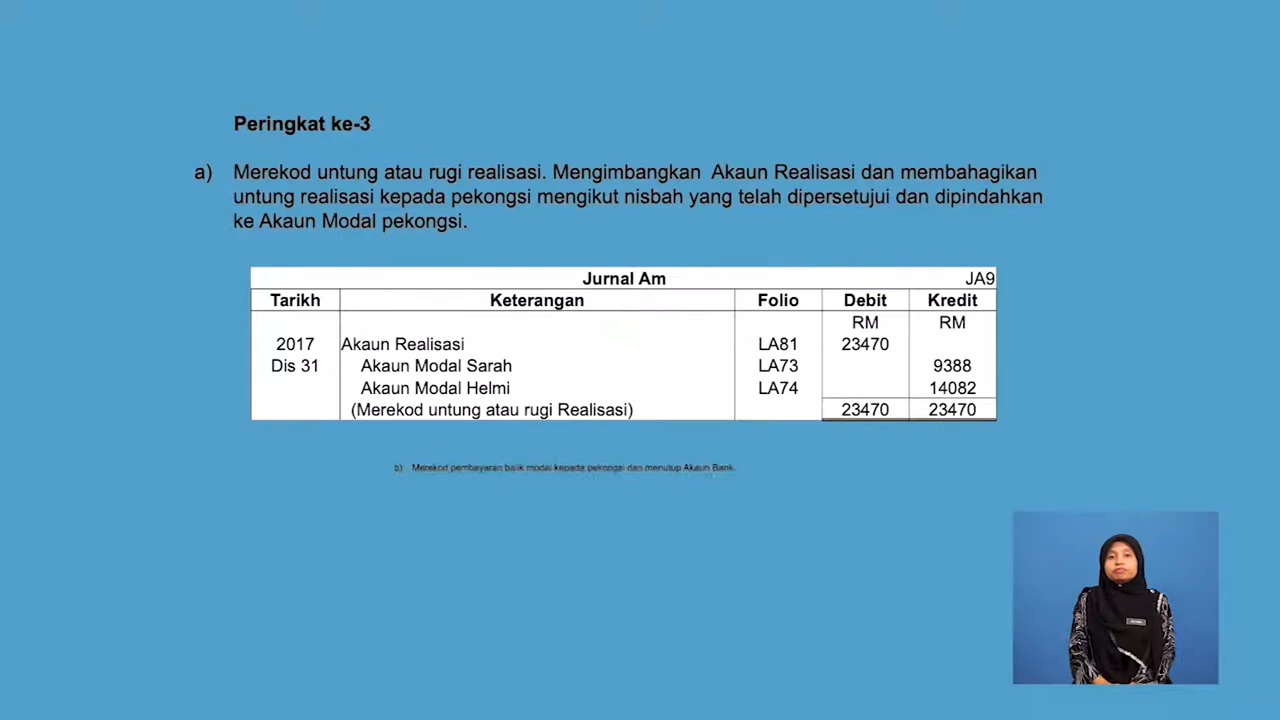 Peringkat ke-3
a) Merekod untung atau rugi realisasi. Mengimbangkan Akaun Realisasi dan membahagikan
untung realisasi kepada pekongsi mengikut nisbah yang telah dipersetujui dan dipindahkan
ke Akaun Modal pekongsi.
Jurnal Am JA9
Tarikh Keterangan Folio Debit Kredit
RM RM
2017 Akaun Realisasi LA81 23470
Dis 31 Akaun Modal Sarah LA73 9388
Akaun Modal Helmi LA74 14082
(Merekod untung atau rugi Realisasi) 23470 23470
b) Merekod pembayaran balik modal kepada pekongsi dan menutup Akaun Bank.